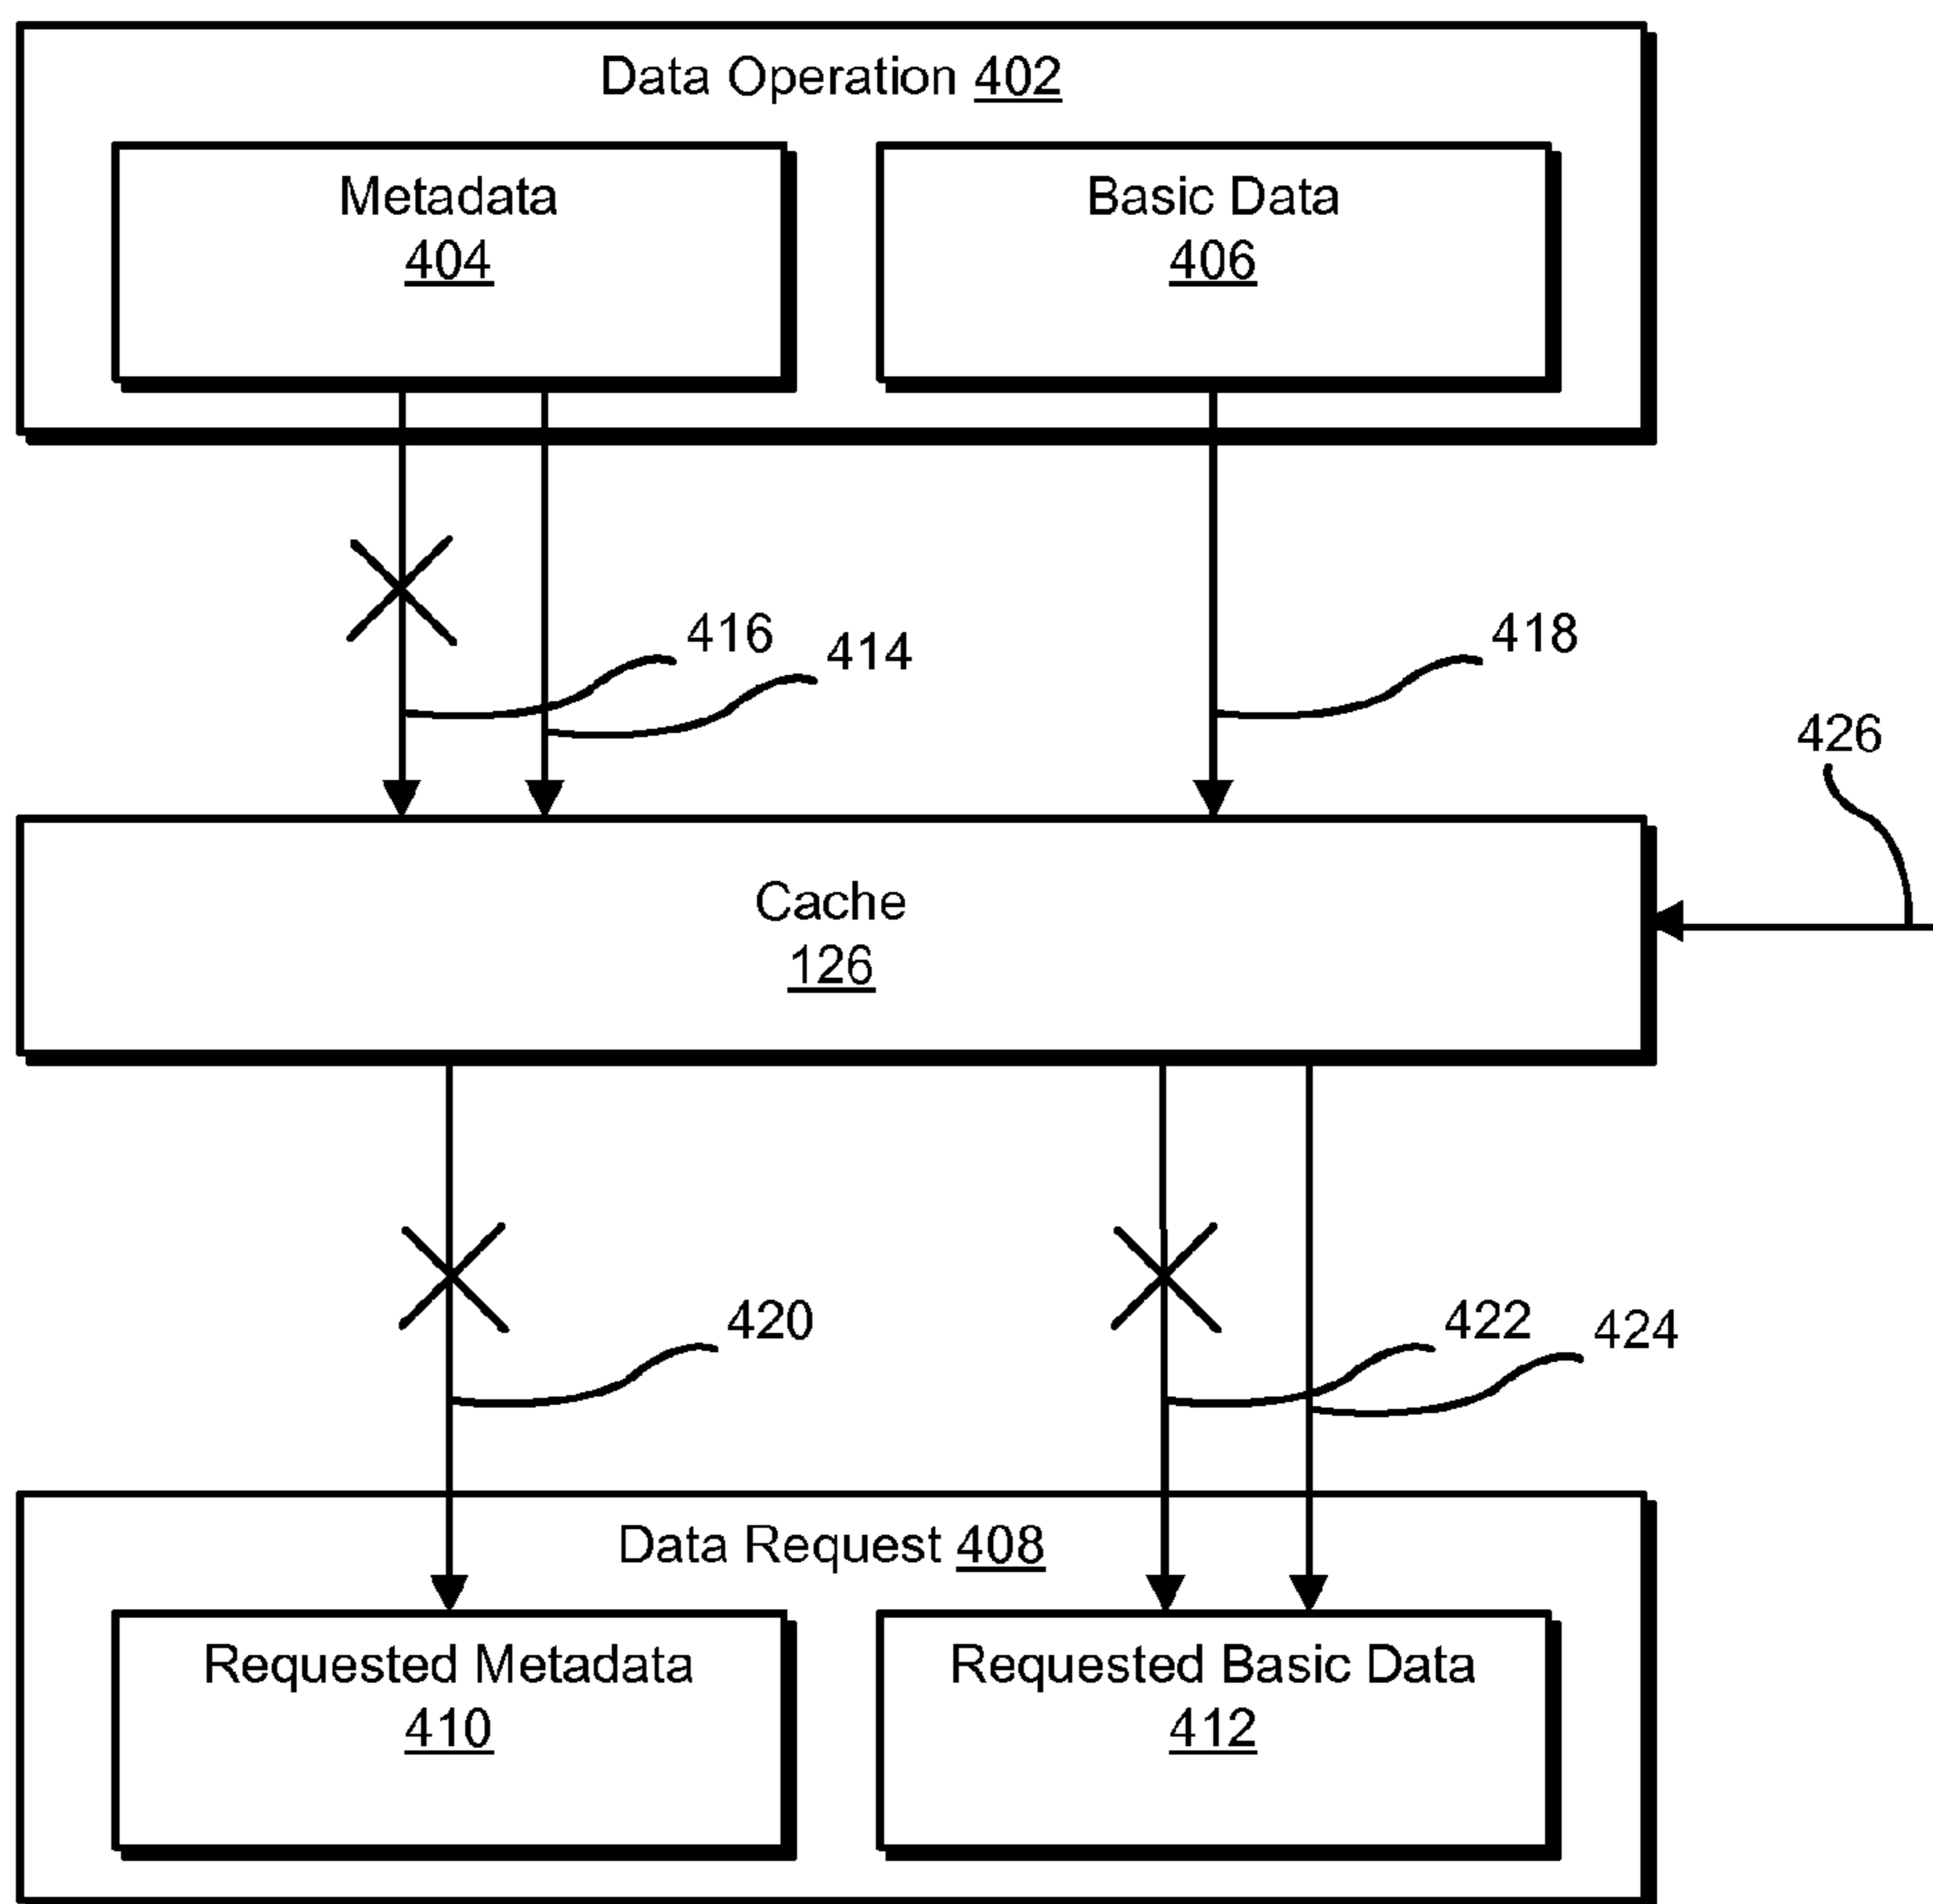 Data Operation 402
Metadata
404
Basic Data
406
416
414
418
426
Cache
126
420
422
424
Data Request 408
Requested Metadata
410
Requested Basic Data
412